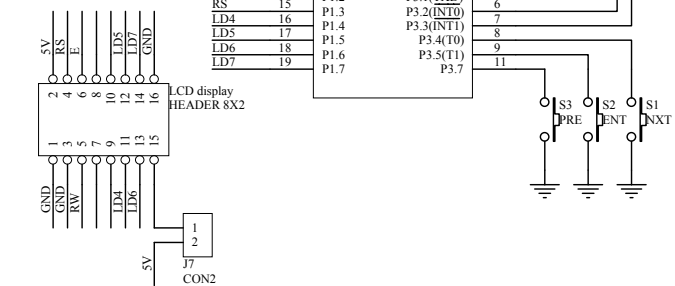 RS 15 P1.3 P3.2(INT0) 6
LD4 16 P1.4 P3.3(INT1) 7
LD5 17 P1.5 P3.4(T0) 8
LD6 18 P1.6 P3.5(T1) 9
LD7 19 P1.7 P3.7 11
5V RS E LD5 LD7 GND
2 4 6 8 10 12 14 16
LCD display
HEADER 8X2
1 3 5 7 9 11 13 15
GND GND RW LD4 LD6
S3 S2 S1
PRE ENT NXT
1
2
5V
J7
CON2